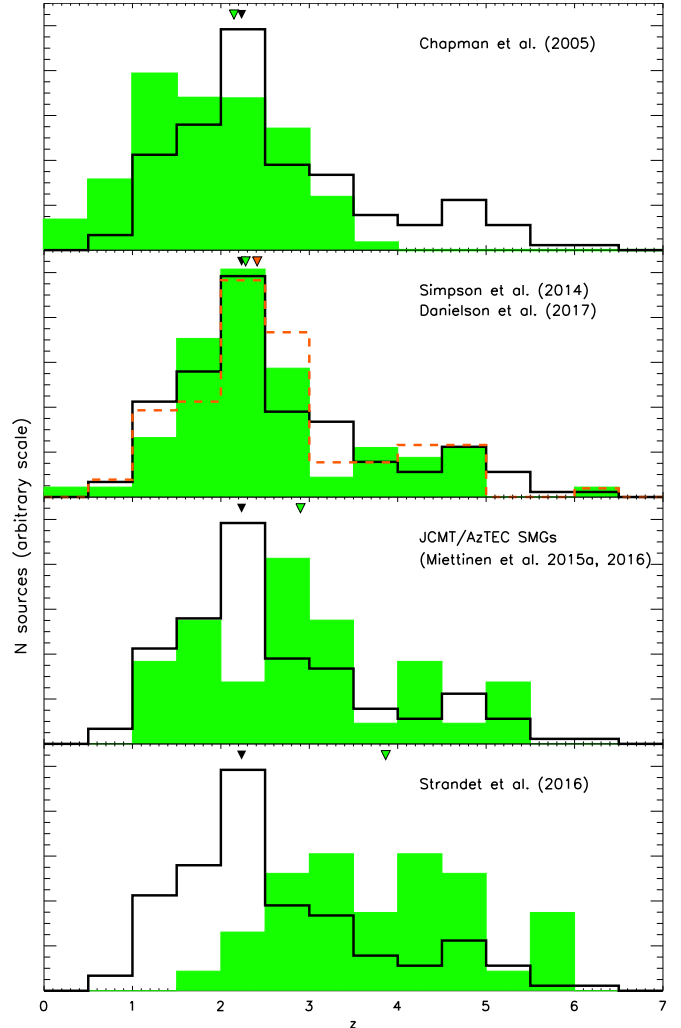 Chapman et al. (2005)
Simpson et al. (2014)
Danielson et al. (2017)
N sources (arbitrary scale)
JCMT/AzTEC SMGs
(Miettinen et al. 2015a, 2016)
Strandet et al. (2016)
0 1 2 3 4 5 6 7
z